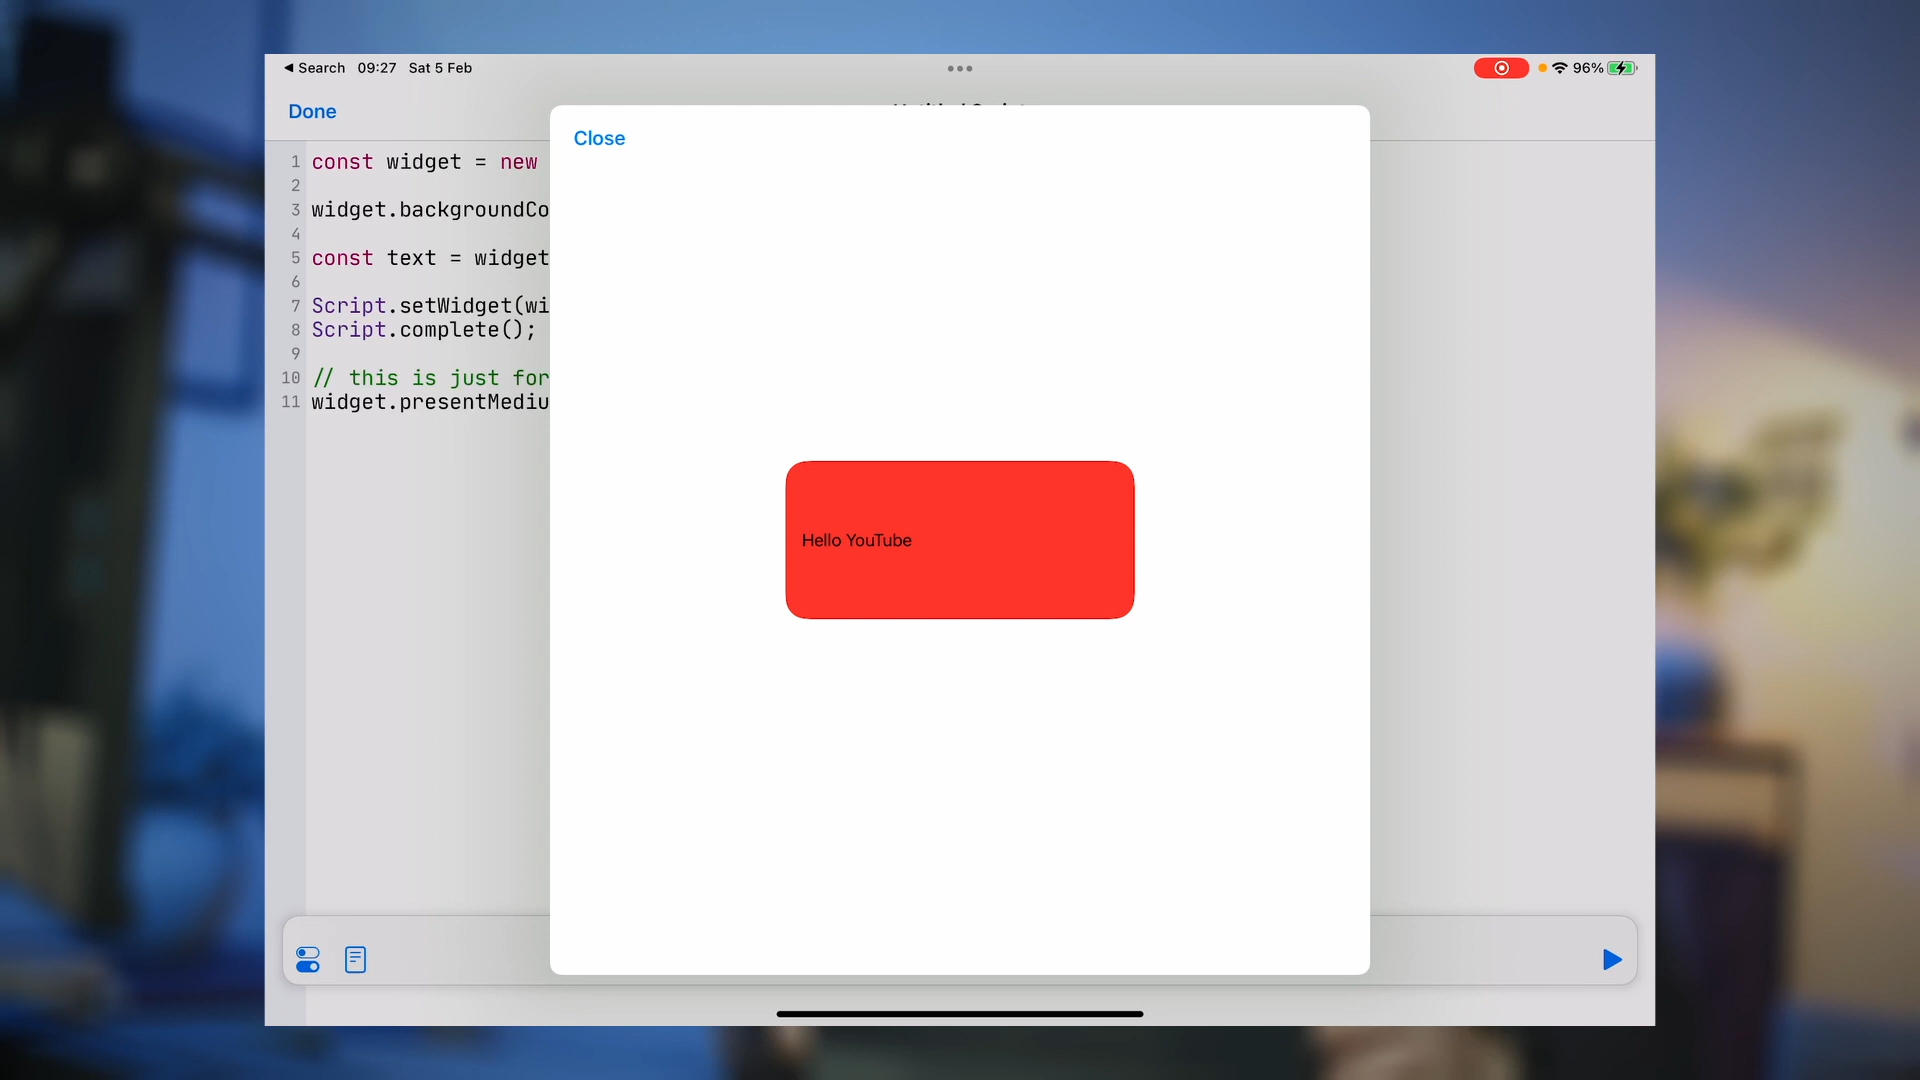 Search 09:27 Sat 5 Feb
96%
Done
Close
1 const widget = new
2
3 widget.backgroundCo
4
5 const text = widget
6
7 Script.setWidget(wi
8 Script.complete();
9
10 // this is just for
11 widget.presentMediu
Hello YouTube